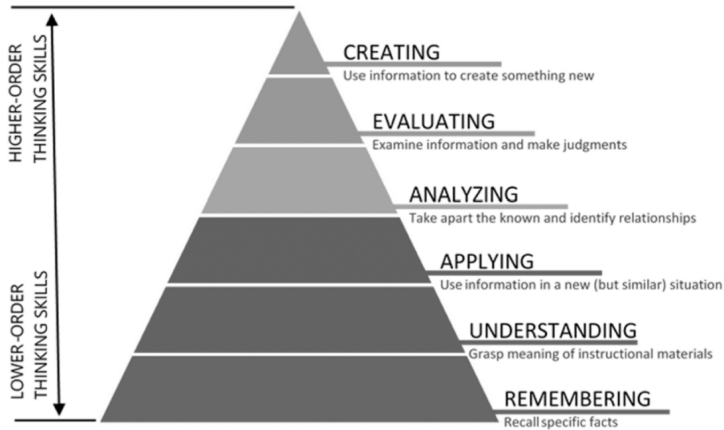 HIGHER-ORDER
THINKING SKILLS
CREATING
Use information to create something new
EVALUATING
Examine information and make judgments
ANALYZING
Take apart the known and identify relationships
APPLYING
Use information in a new (but similar) situation
LOWER-ORDER
THINKING SKILLS
UNDERSTANDING
Grasp meaning of instructional materials
REMEMBERING
Recall specific facts